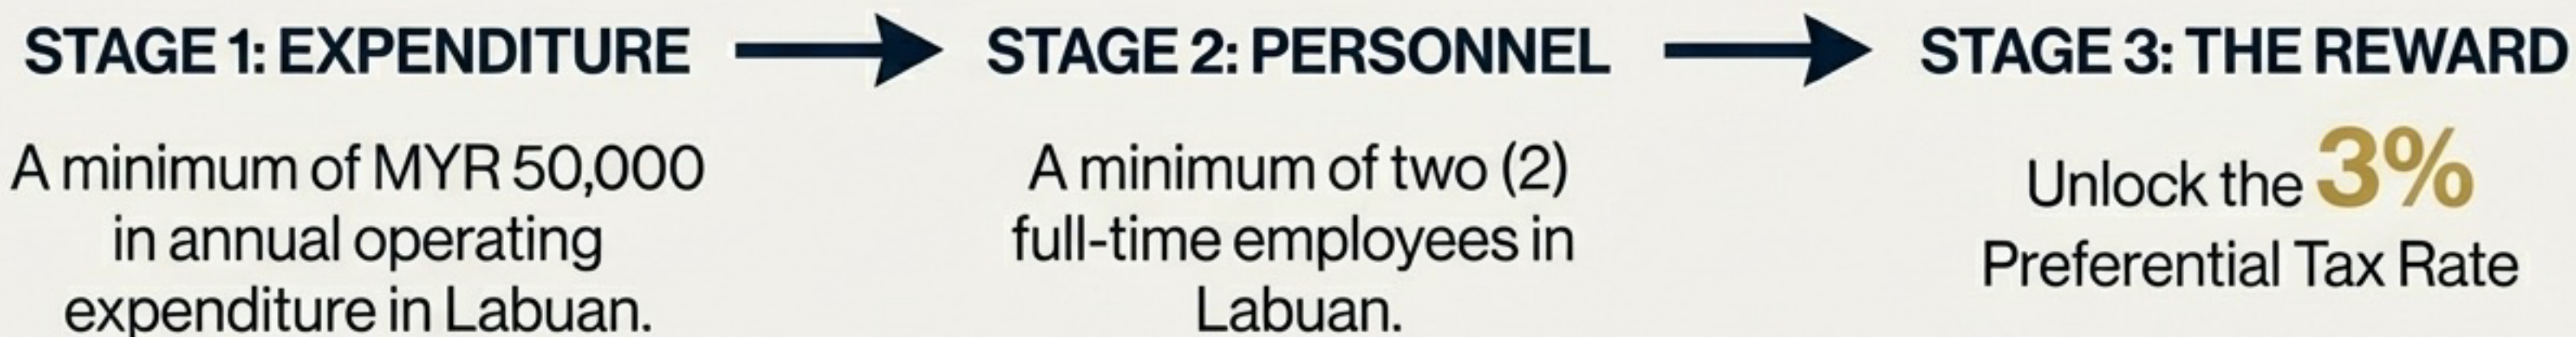 STAGE 1: EXPENDITURE
A minimum of MYR 50,000
in annual operating
expenditure in Labuan.
STAGE 2: PERSONNEL
A minimum of two (2)
full-time employees in
Labuan.
STAGE 3: THE REWARD
Unlock the 3%
Preferential Tax Rate